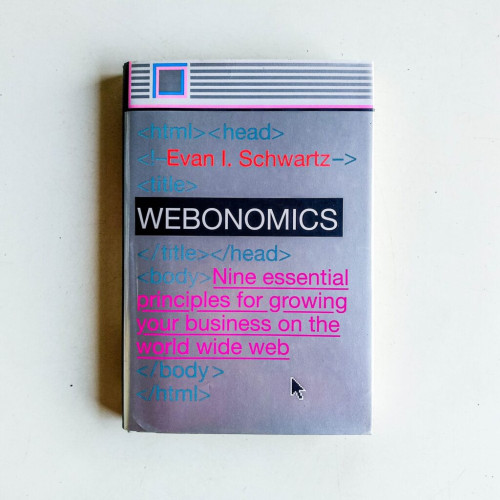 <html><head>
<!–Evan I. Schwartz–>
<title>
WEBONOMICS
</title></head>
<body>Nine essential
principles for growing
your business on the
world wide web
</body>
</html>